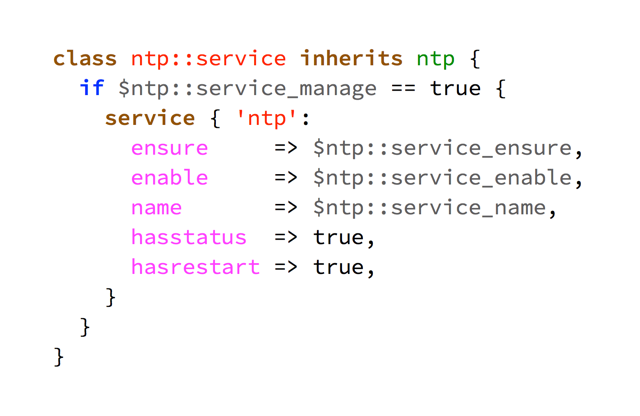 class ntp::service inherits ntp {
  if $ntp::service_manage == true {
    service { 'ntp':
      ensure     => $ntp::service_ensure,
      enable     => $ntp::service_enable,
      name       => $ntp::service_name,
      hasstatus  => true,
      hasrestart => true,
    }
  }
}